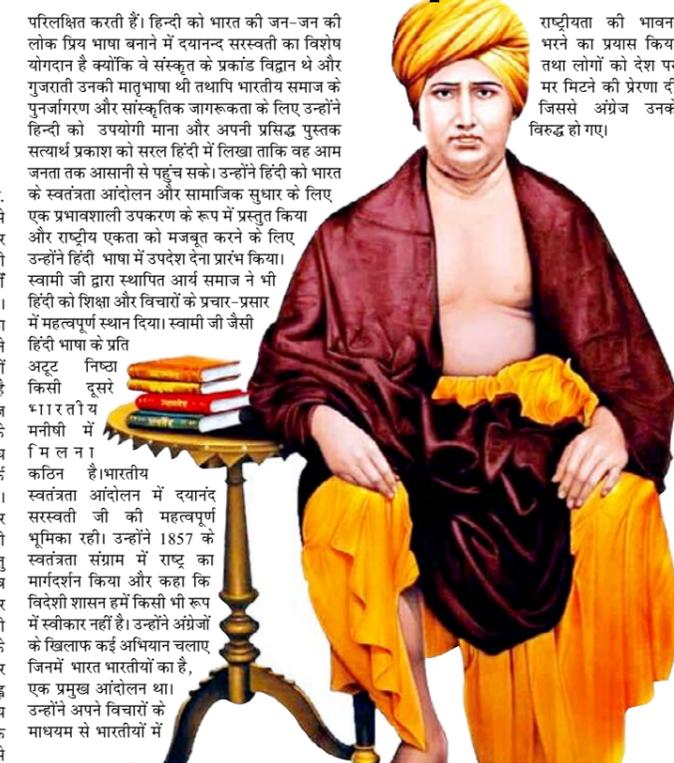 परिलक्षित करती हैं। हिन्दी को भारत की जन-जन की
लोक प्रिय भाषा बनाने में दयानन्द सरस्वती का विशेष
योगदान है क्योंकि वे संस्कृत के प्रकांड विद्वान थे और
गुजराती उनकी मातृभाषा थी तथापि भारतीय समाज के
पुनर्जागरण और सांस्कृतिक जागरूकता के लिए उन्होंने
हिन्दी को उपयोगी माना और अपनी प्रसिद्ध पुस्तक
सत्यार्थ प्रकाश को सरल हिंदी में लिखा ताकि वह आम
जनता तक आसानी से पहुंच सके। उन्होंने हिंदी को भारत
के स्वतंत्रता आंदोलन और सामाजिक सुधार के लिए
एक प्रभावशाली उपकरण के रूप में प्रस्तुत किया
और राष्ट्रीय एकता को मजबूत करने के लिए
उन्होंने हिंदी भाषा में उपदेश देना प्रारंभ किया।
स्वामी जी द्वारा स्थापित आर्य समाज ने भी
हिंदी को शिक्षा और विचारों के प्रचार-प्रसार
में महत्वपूर्ण स्थान दिया। स्वामी जी जैसी
हिंदी भाषा के प्रति
अटूट निष्ठा
किसी दूसरे
भारतीय
मनीषी में
मिलना
कठिन है।भारतीय
स्वतंत्रता आंदोलन में दयानंद
सरस्वती जी की महत्वपूर्ण
भूमिका रही। उन्होंने 1857 के
स्वतंत्रता संग्राम में राष्ट्र का
मार्गदर्शन किया और कहा कि
विदेशी शासन हमें किसी भी रूप
में स्वीकार नहीं है। उन्होंने अंग्रेजों
के खिलाफ कई अभियान चलाए
जिनमें भारत भारतीयों का है,
एक प्रमुख आंदोलन था।
उन्होंने अपने विचारों के
माधयम से भारतीयों में
राष्ट्रीयता की भावन
भरने का प्रयास किय
तथा लोगों को देश पर
मर मिटने की प्रेरणा दी
जिससे अंग्रेज उनके
विरुद्ध हो गए।